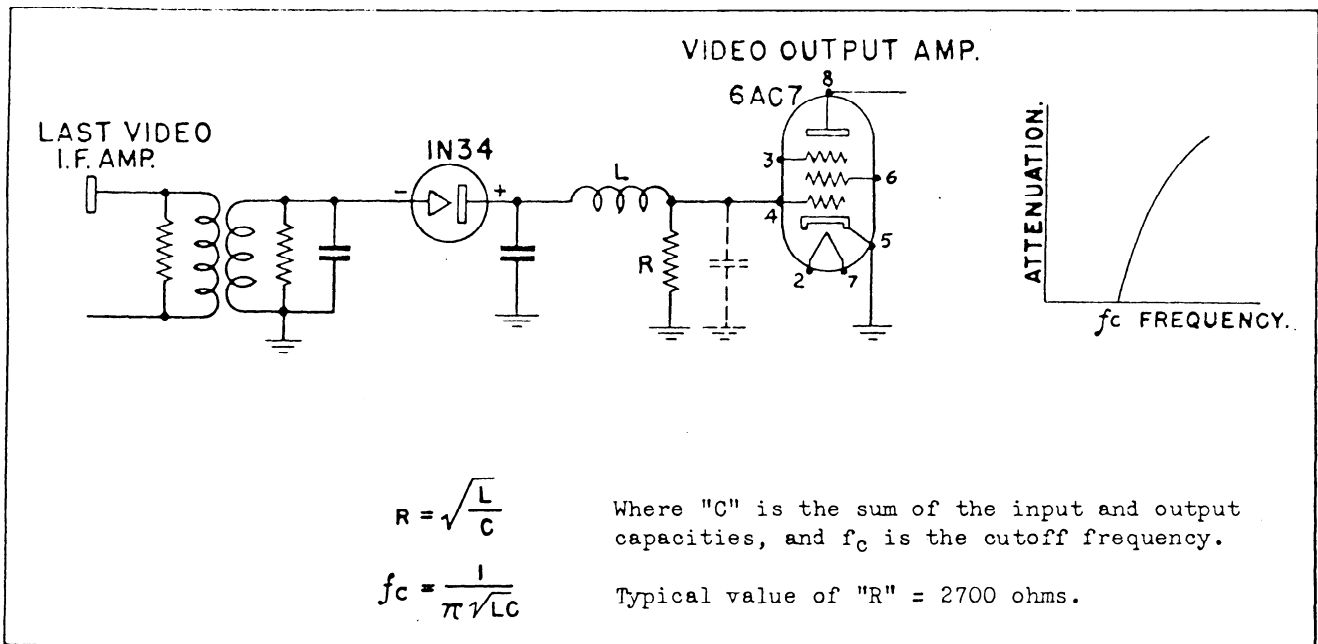 VIDEO OUTPUT AMP.
8
6AC7
LAST VIDEO
I.F. AMP.
IN34
- +
L
3
6
4
5
R
2 7
ATTENUATION.
fc FREQUENCY.
R = √L/C
Where "C" is the sum of the input and output
capacities, and fc is the cutoff frequency.
fc = 1/π√LC
Typical value of "R" = 2700 ohms.